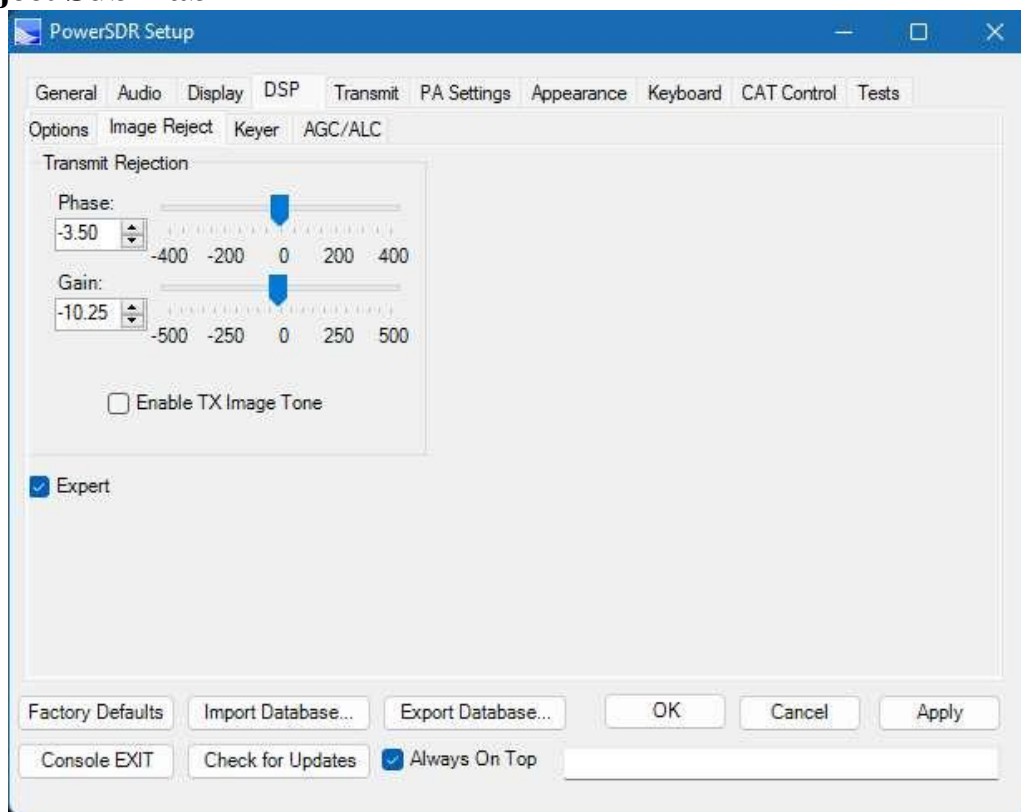 PowerSDR Setup
General Audio Display DSP Transmit PA Settings Appearance Keyboard CAT Control Tests
Options Image Reject Keyer AGC/ALC
Transmit Rejection
Phase:
-3.50
-400 -200 0 200 400
Gain:
-10.25
-500 -250 0 250 500
Enable TX Image Tone
Expert
Factory Defaults Import Database... Export Database... OK Cancel Apply
Console EXIT Check for Updates Always On Top